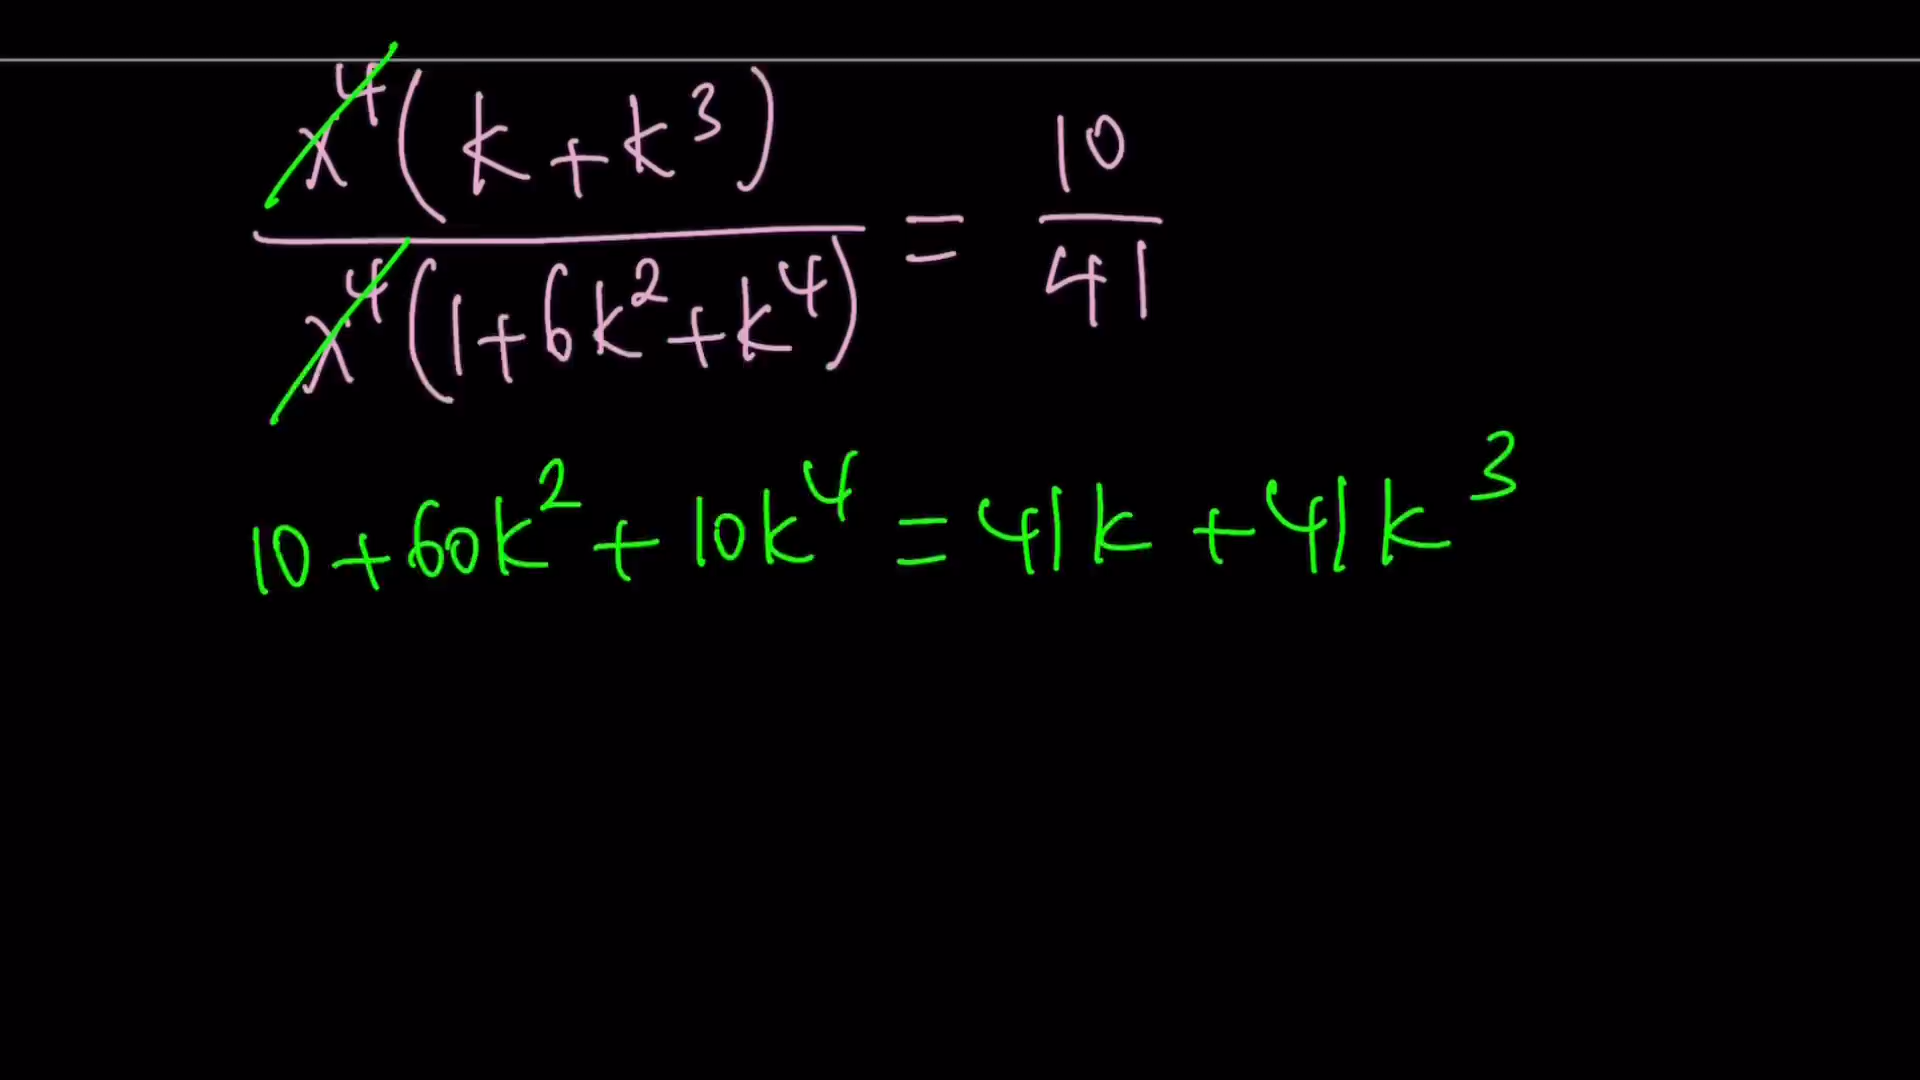 x⁴(k+k³) / x⁴(1+6k²+k⁴) = 10/41
10+60k²+10k⁴=41k+41k³